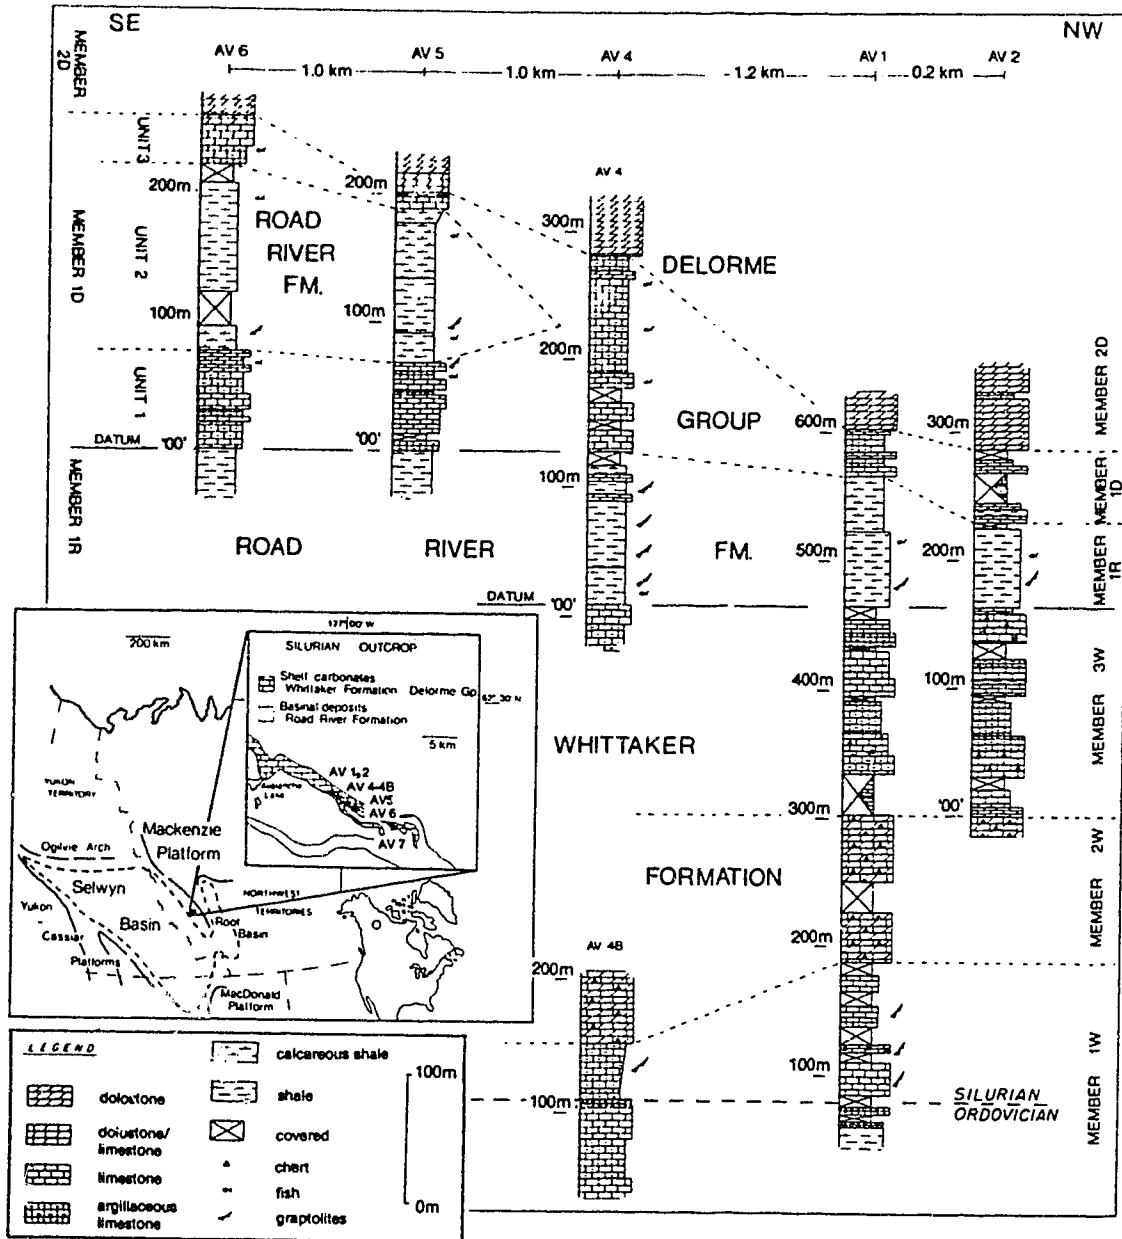 SE
NW
AV 6
AV 5
AV 4
AV 1
AV 2
1.0 km
1.0 km
1.2 km
0.2 km
MEMBER 2D
UNIT 3
MEMBER 1D
UNIT 2
UNIT 1
MEMBER 1R
200m
100m
DATUM
'00'
ROAD
RIVER
FM.
200m
100m
'00'
AV 4
300m
200m
100m
DATUM
'00'
DELORME
GROUP
ROAD
RIVER
FM.
600m
500m
400m
300m
200m
100m
300m
200m
100m
'00'
MEMBER 2D
MEMBER 1D
MEMBER 1R
MEMBER 3W
MEMBER 2W
MEMBER 1W
WHITTAKER
FORMATION
AV 4B
200m
100m
SILURIAN
ORDOVICIAN
200 km
SILURIAN OUTCROP
Shelf carbonates
Whittaker Formation Delorme Gp
Basinal deposits
Road River Formation
5 km
AV 1,2
AV 4-4B
AV5
AV 6
AV 7
Avalanche Lake
YUKON
TERRITORY
Mackenzie
Platform
Ogilvie Arch
Selwyn
Basin
Yukon
Cassiar
Platforms
NORTHWEST
TERRITORIES
Root
Basin
MacDonald
Platform
LEGEND
dolostone
dolostone/
limestone
limestone
argillaceous
limestone
calcareous shale
shale
covered
chert
fish
graptolites
100m
0m